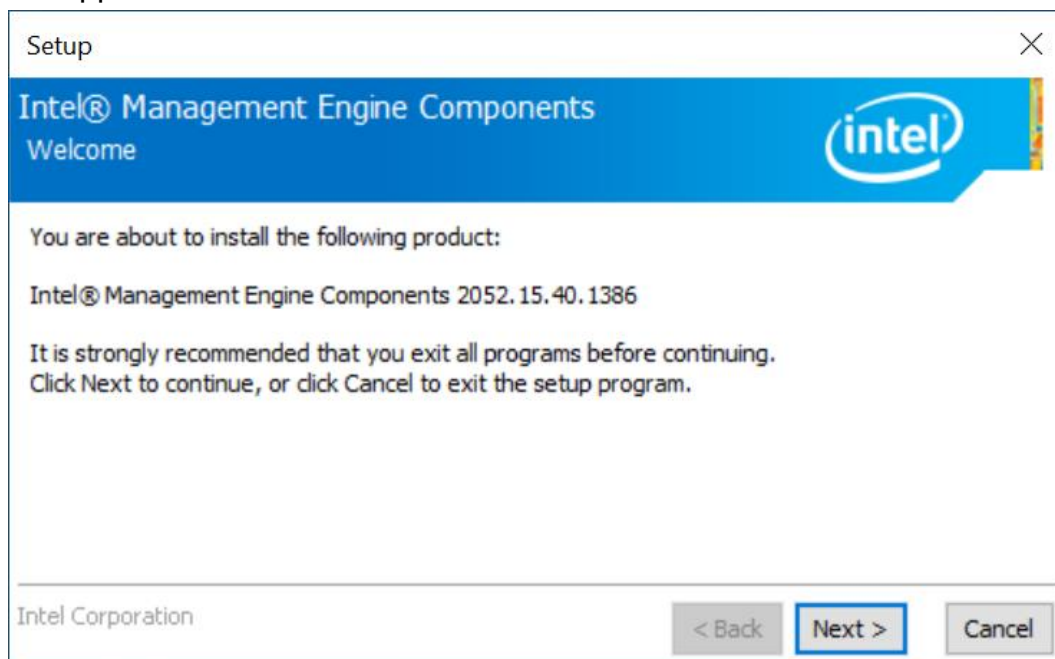 Setup
Intel® Management Engine Components
Welcome
intel
You are about to install the following product:
Intel® Management Engine Components 2052.15.40.1386
It is strongly recommended that you exit all programs before continuing.
Click Next to continue, or click Cancel to exit the setup program.
Intel Corporation
< Back
Next >
Cancel